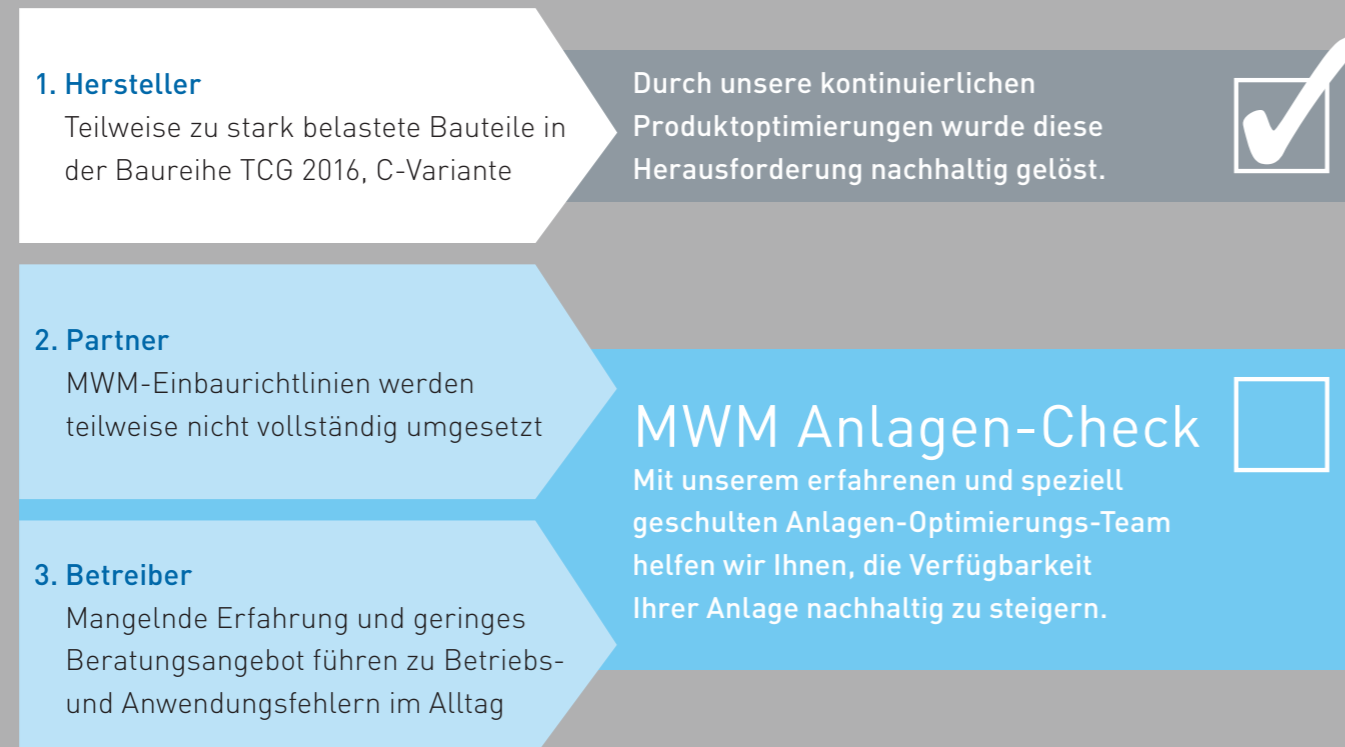 1. Hersteller
Teilweise zu stark belastete Bauteile in
der Baureihe TCG 2016, C-Variante
Durch unsere kontinuierlichen
Produktoptimierungen wurde diese
Herausforderung nachhaltig gelöst.
2. Partner
MWM-Einbaurichtlinien werden
teilweise nicht vollständig umgesetzt
3. Betreiber
Mangelnde Erfahrung und geringes
Beratungsangebot führen zu Betriebs-
und Anwendungsfehlern im Alltag
MWM Anlagen-Check
Mit unserem erfahrenen und speziell
geschulten Anlagen-Optimierungs-Team
helfen wir Ihnen, die Verfügbarkeit
Ihrer Anlage nachhaltig zu steigern.